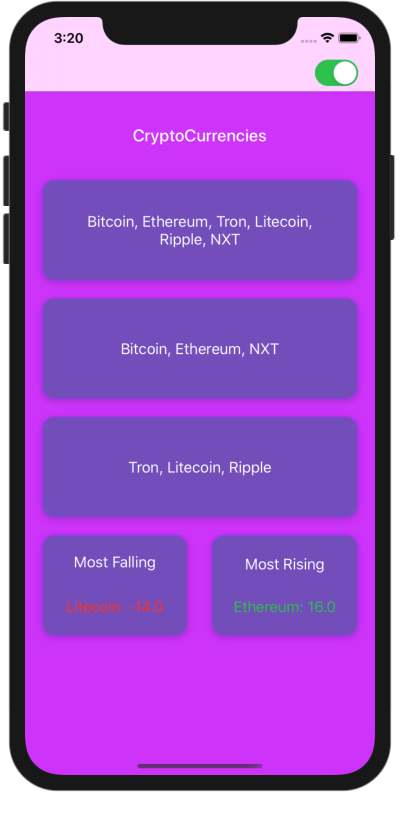 3:20
CryptoCurrencies
Bitcoin, Ethereum, Tron, Litecoin,
Ripple, NXT
Bitcoin, Ethereum, NXT
Tron, Litecoin, Ripple
Most Falling
Litecoin: -14.0
Most Rising
Ethereum: 16.0